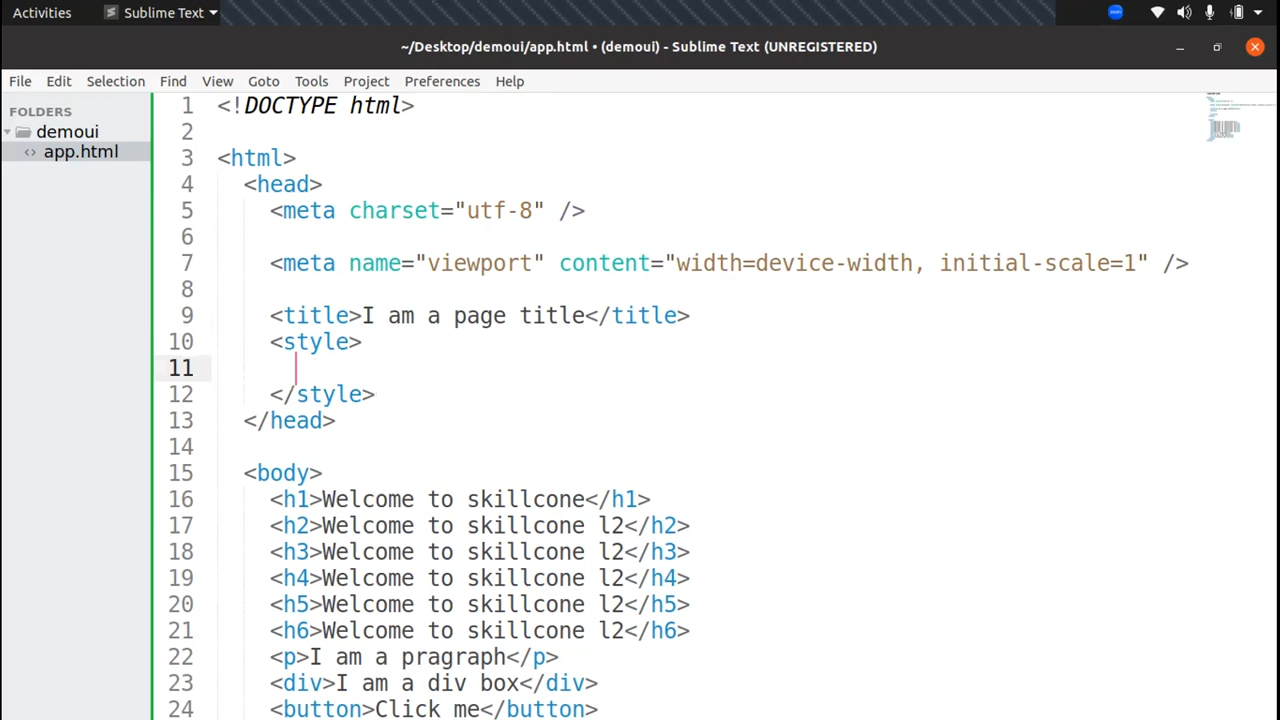 Activities Sublime Text
~/Desktop/demoui/app.html • (demoui) - Sublime Text (UNREGISTERED)
File Edit Selection Find View Goto Tools Project Preferences Help
FOLDERS
demoui
<> app.html
1 <!DOCTYPE html>
2
3 <html>
4 <head>
5 <meta charset="utf-8" />
6
7 <meta name="viewport" content="width=device-width, initial-scale=1" />
8
9 <title>I am a page title</title>
10 <style>
11
12 </style>
13 </head>
14
15 <body>
16 <h1>Welcome to skillcone</h1>
17 <h2>Welcome to skillcone l2</h2>
18 <h3>Welcome to skillcone l2</h3>
19 <h4>Welcome to skillcone l2</h4>
20 <h5>Welcome to skillcone l2</h5>
21 <h6>Welcome to skillcone l2</h6>
22 <p>I am a pragraph</p>
23 <div>I am a div box</div>
24 <button>Click me</button>